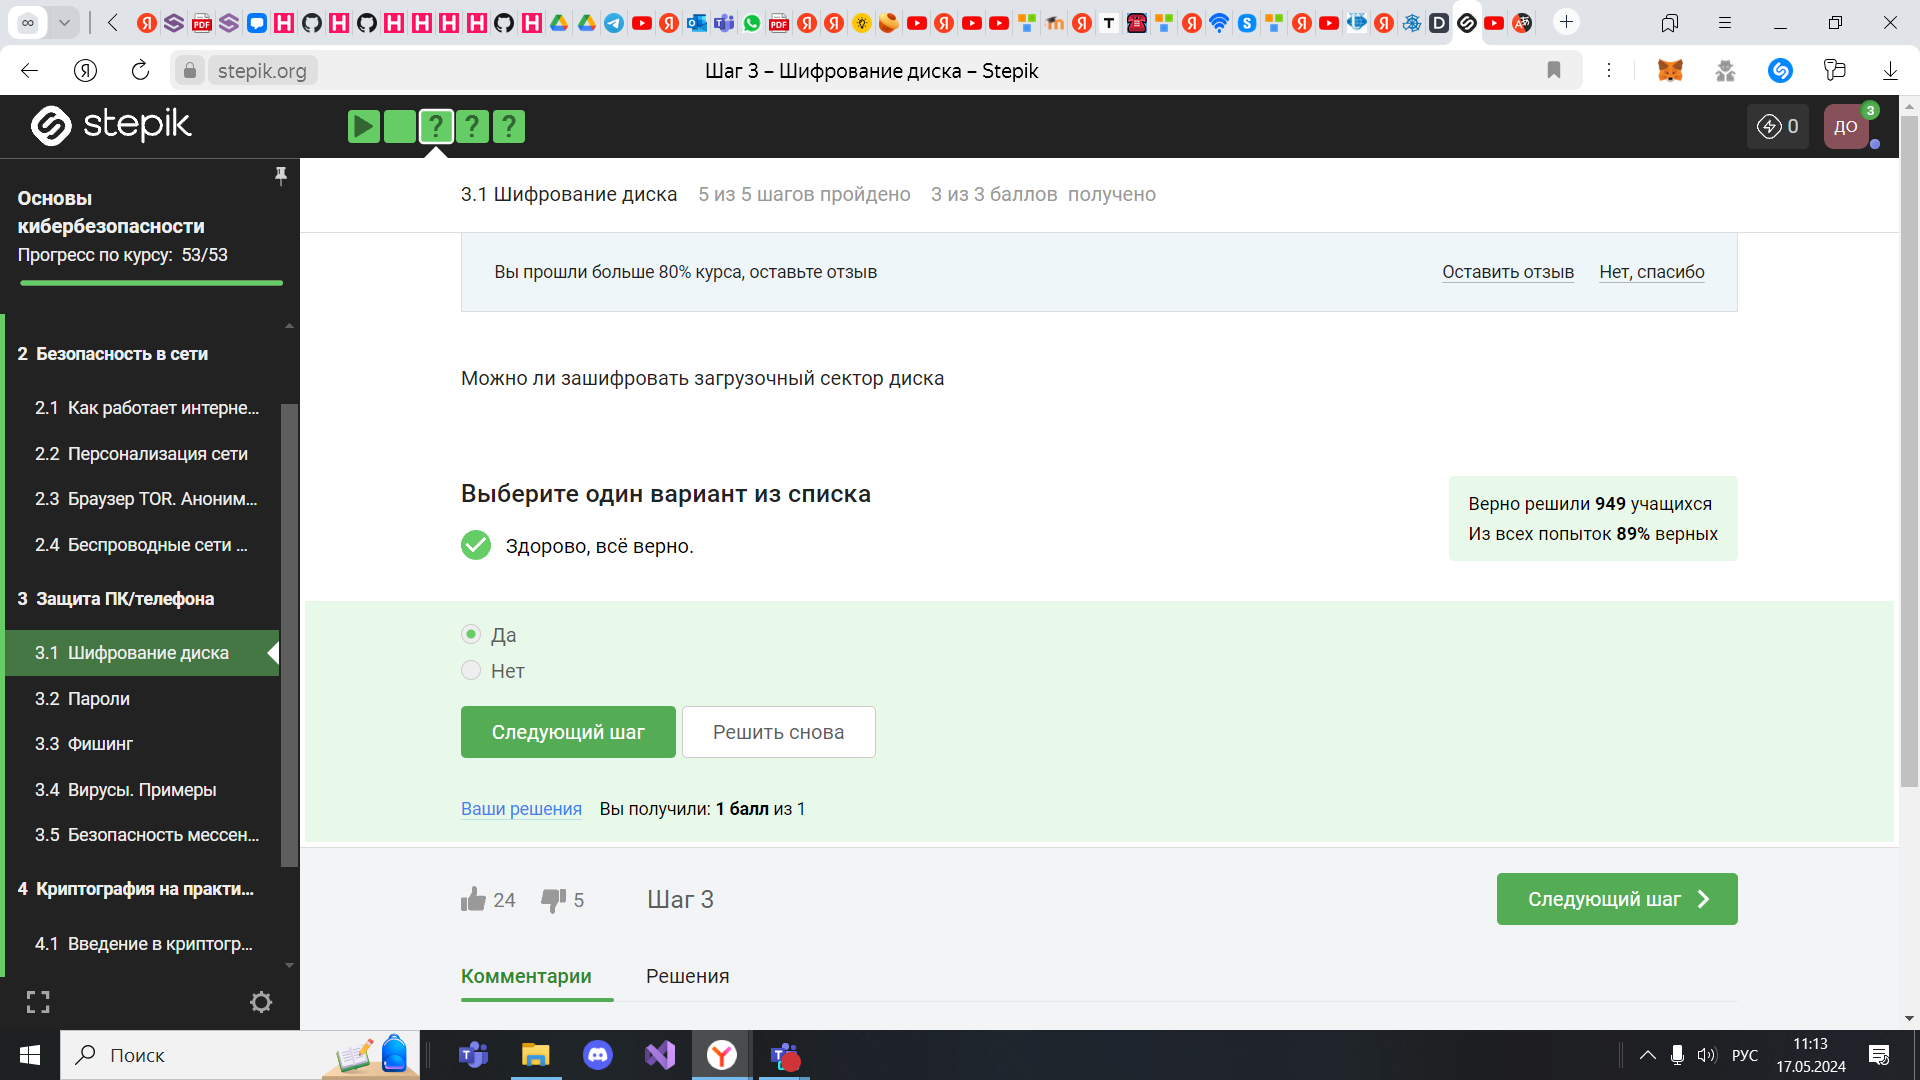 stepik.org
Шаг 3 – Шифрование диска – Stepik
stepik
? ? ?
0
ДО
3
Основы
кибербезопасности
Прогресс по курсу: 53/53
2 Безопасность в сети
2.1 Как работает интерне...
2.2 Персонализация сети
2.3 Браузер TOR. Аноним...
2.4 Беспроводные сети ...
3 Защита ПК/телефона
3.1 Шифрование диска
3.2 Пароли
3.3 Фишинг
3.4 Вирусы. Примеры
3.5 Безопасность мессен...
4 Криптография на практи...
4.1 Введение в криптогр...
3.1 Шифрование диска 5 из 5 шагов пройдено 3 из 3 баллов получено
Вы прошли больше 80% курса, оставьте отзыв Оставить отзыв Нет, спасибо
Можно ли зашифровать загрузочный сектор диска
Выберите один вариант из списка
Здорово, всё верно.
Верно решили 949 учащихся
Из всех попыток 89% верных
Да
Нет
Следующий шаг Решить снова
Ваши решения Вы получили: 1 балл из 1
24 5 Шаг 3 Следующий шаг
Комментарии Решения
Поиск
РУС
11:13
17.05.2024